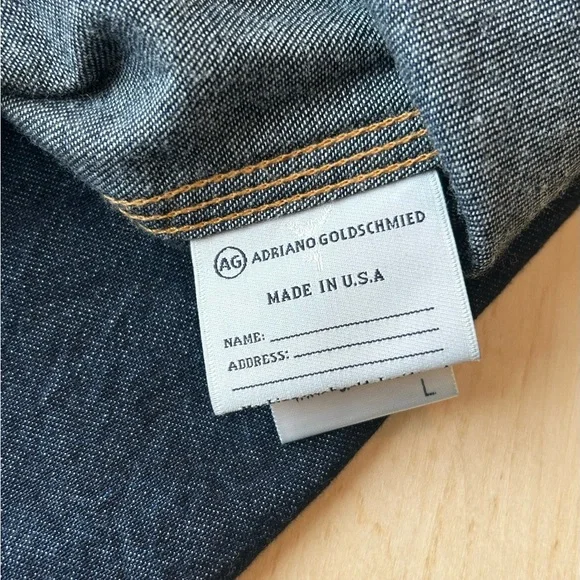 AG ADRIANO GOLDSCHMIED
MADE IN U.S.A
NAME:
ADDRESS:
L